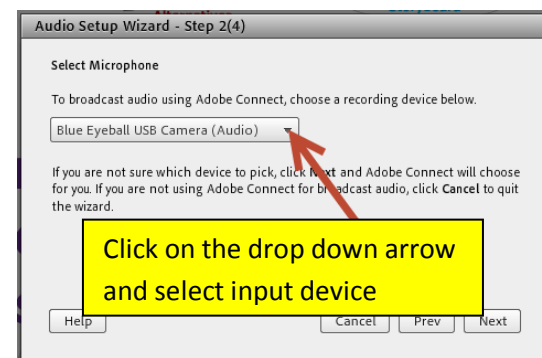 Audio Setup Wizard - Step 2(4)
Select Microphone
To broadcast audio using Adobe Connect, choose a recording device below.
Blue Eyeball USB Camera (Audio)
If you are not sure which device to pick, click Next and Adobe Connect will choose
for you. If you are not using Adobe Connect for broadcast audio, click Cancel to quit
the wizard.
Click on the drop down arrow
and select input device
Help
Cancel
Prev
Next